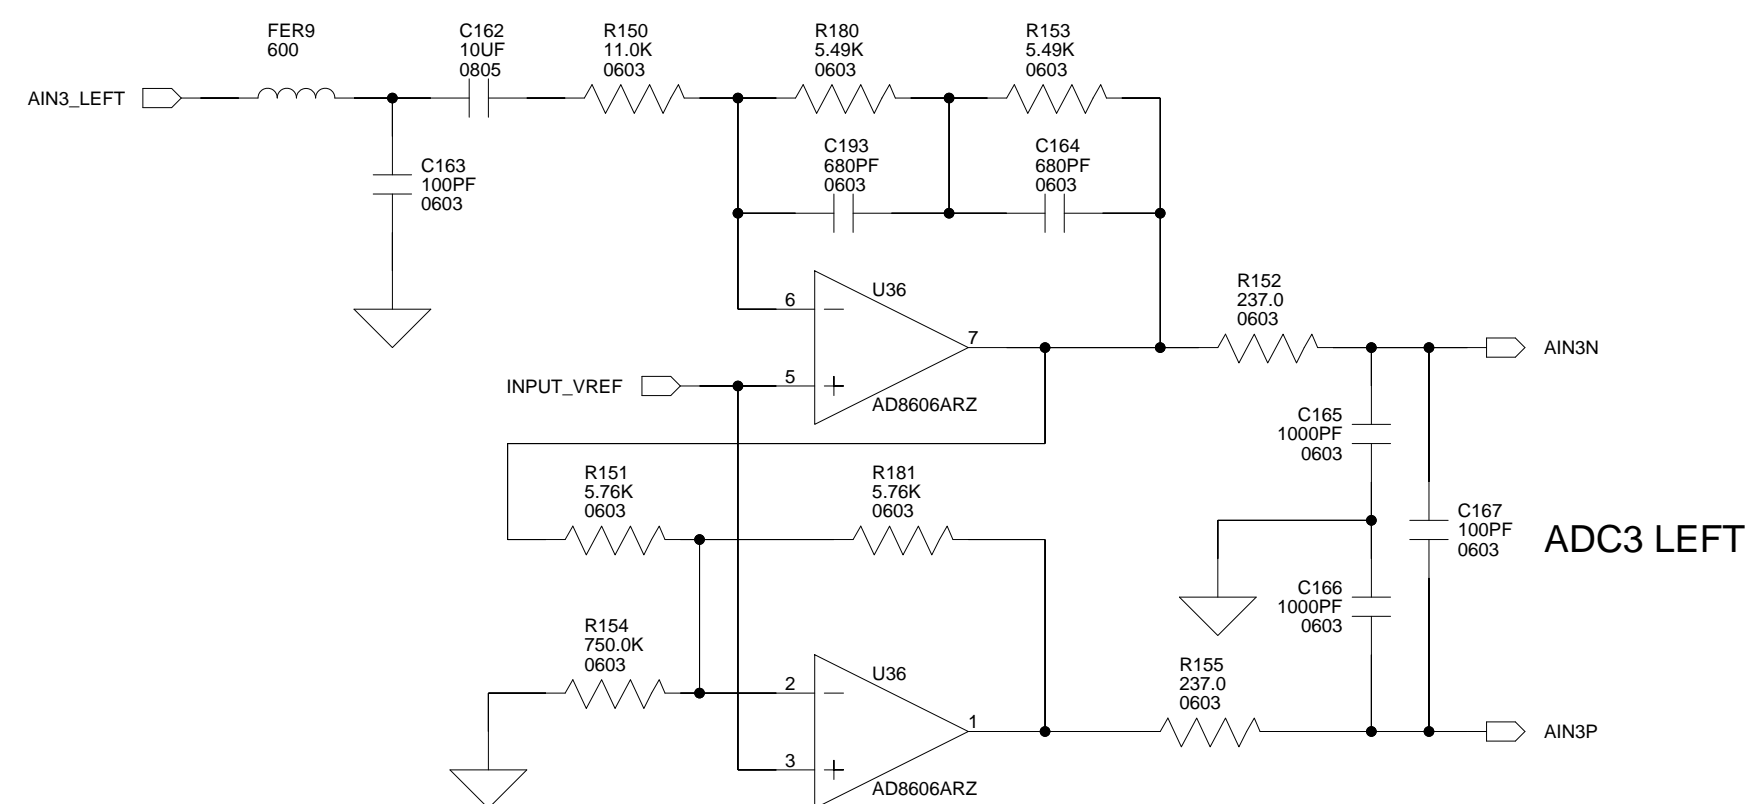 FER9
600
C162
10UF
0805
R150
11.0K
0603
R180
5.49K
0603
R153
5.49K
0603
AIN3_LEFT
C163
100PF
0603
C193
680PF
0603
C164
680PF
0603
U36
6
7
5
AD8606ARZ
INPUT_VREF
R152
237.0
0603
AIN3N
C165
1000PF
0603
R151
5.76K
0603
R181
5.76K
0603
C167
100PF
0603
ADC3 LEFT
C166
1000PF
0603
R154
750.0K
0603
U36
2
1
3
AD8606ARZ
R155
237.0
0603
AIN3P